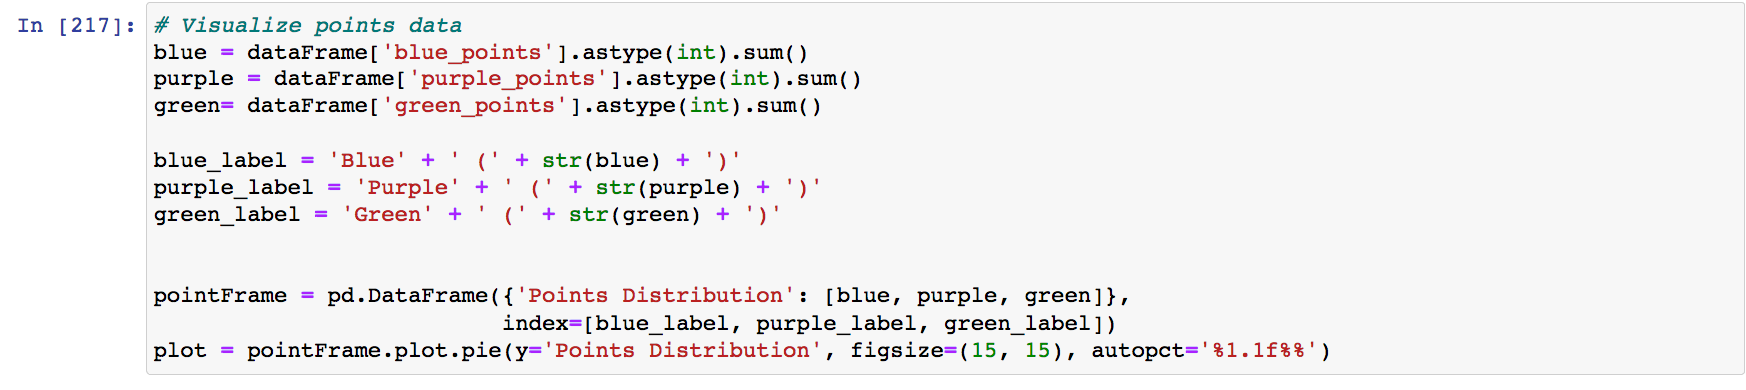 In [217]: # Visualize points data
blue = dataFrame['blue_points'].astype(int).sum()
purple = dataFrame['purple_points'].astype(int).sum()
green= dataFrame['green_points'].astype(int).sum()
blue_label = 'Blue' + ' (' + str(blue) + ')'
purple_label = 'Purple' + ' (' + str(purple) + ')'
green_label = 'Green' + ' (' + str(green) + ')'
pointFrame = pd.DataFrame({'Points Distribution': [blue, purple, green]},
index=[blue_label, purple_label, green_label])
plot = pointFrame.plot.pie(y='Points Distribution', figsize=(15, 15), autopct='%1.1f%%')